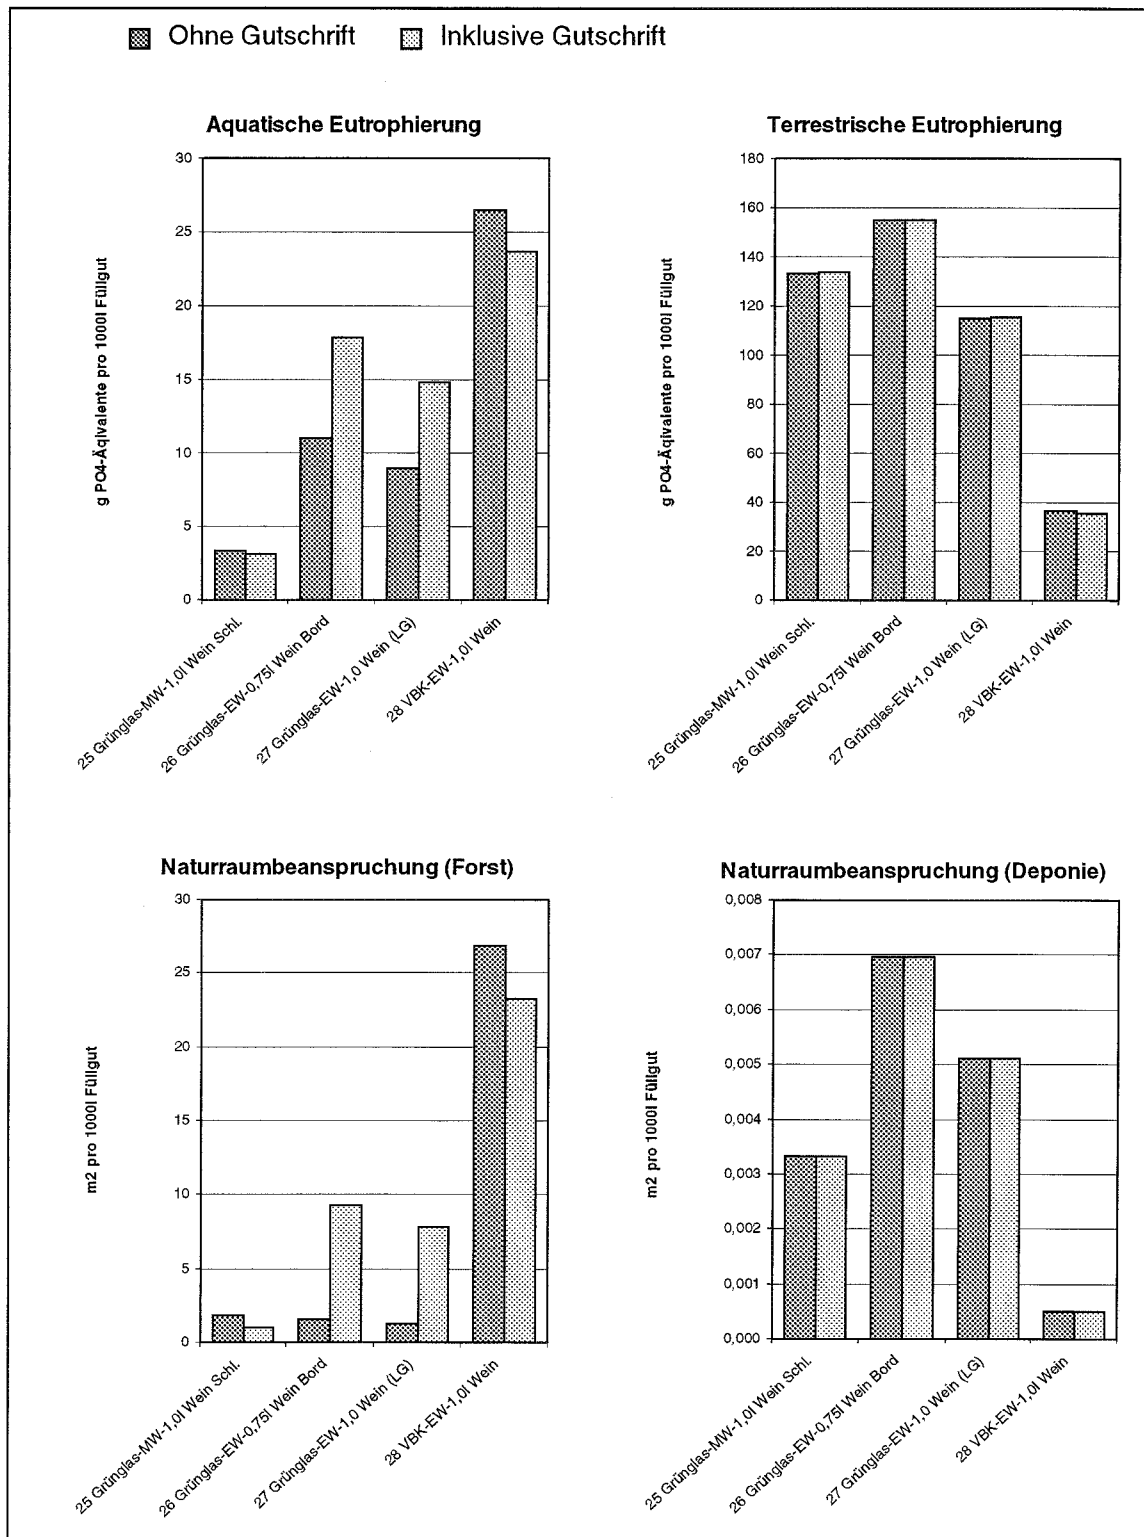 Ohne Gutschrift Inklusive Gutschrift
Aquatische Eutrophierung
g PO4-Äqivalente pro 1000l Füllgut
30
25
20
15
10
5
0
25 Grünglas-MW-1,0l Wein Schl.
26 Grünglas-EW-0,75l Wein Bord
27 Grünglas-EW-1,0 Wein (LG)
28 VBK-EW-1,0l Wein
Terrestrische Eutrophierung
g PO4-Äqivalente pro 1000l Füllgut
180
160
140
120
100
80
60
40
20
0
25 Grünglas-MW-1,0l Wein Schl.
26 Grünglas-EW-0,75l Wein Bord
27 Grünglas-EW-1,0 Wein (LG)
28 VBK-EW-1,0l Wein
Naturraumbeanspruchung (Forst)
m2 pro 1000l Füllgut
30
25
20
15
10
5
0
25 Grünglas-MW-1,0l Wein Schl.
26 Grünglas-EW-0,75l Wein Bord
27 Grünglas-EW-1,0 Wein (LG)
28 VBK-EW-1,0l Wein
Naturraumbeanspruchung (Deponie)
m2 pro 1000l Füllgut
0,008
0,007
0,006
0,005
0,004
0,003
0,002
0,001
0,000
25 Grünglas-MW-1,0l Wein Schl.
26 Grünglas-EW-0,75l Wein Bord
27 Grünglas-EW-1,0 Wein (LG)
28 VBK-EW-1,0l Wein